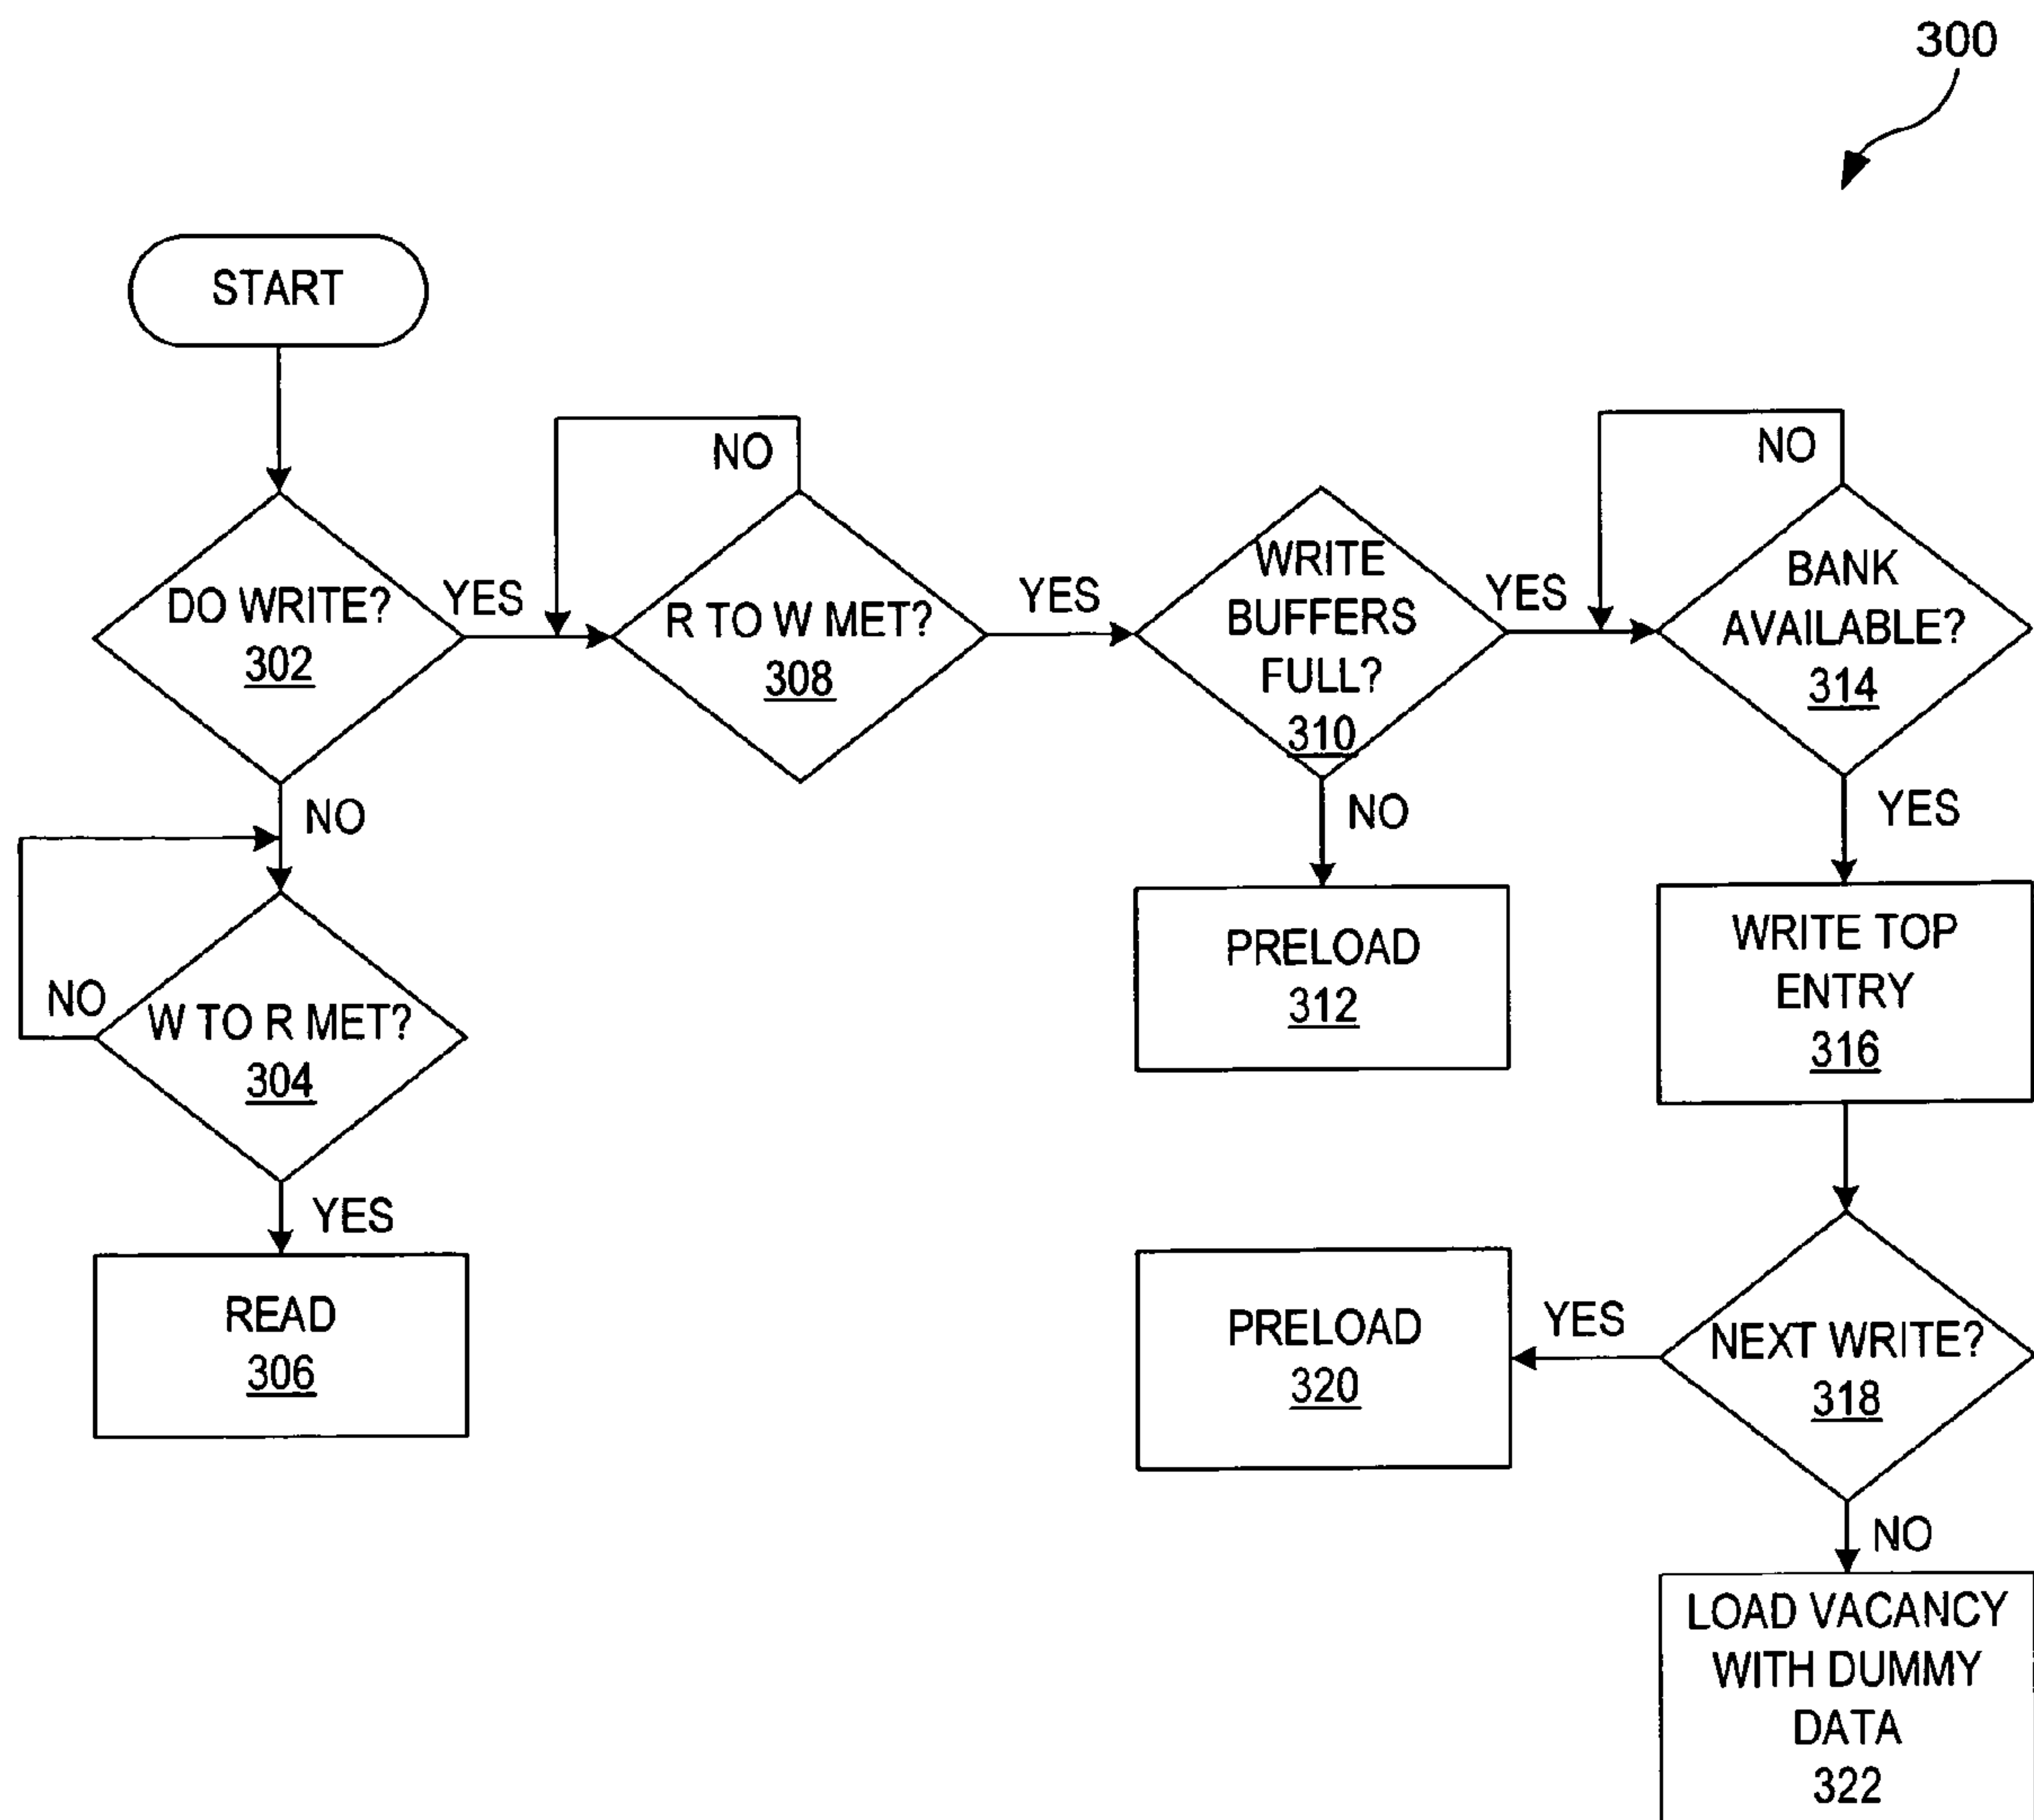 300
START
DO WRITE?
302
YES
NO
R TO W MET?
308
NO
YES
WRITE
BUFFERS
FULL?
310
YES
NO
BANK
AVAILABLE?
314
NO
YES
W TO R MET?
304
NO
YES
READ
306
PRELOAD
312
WRITE TOP
ENTRY
316
NEXT WRITE?
318
YES
PRELOAD
320
NO
LOAD VACANCY
WITH DUMMY
DATA
322